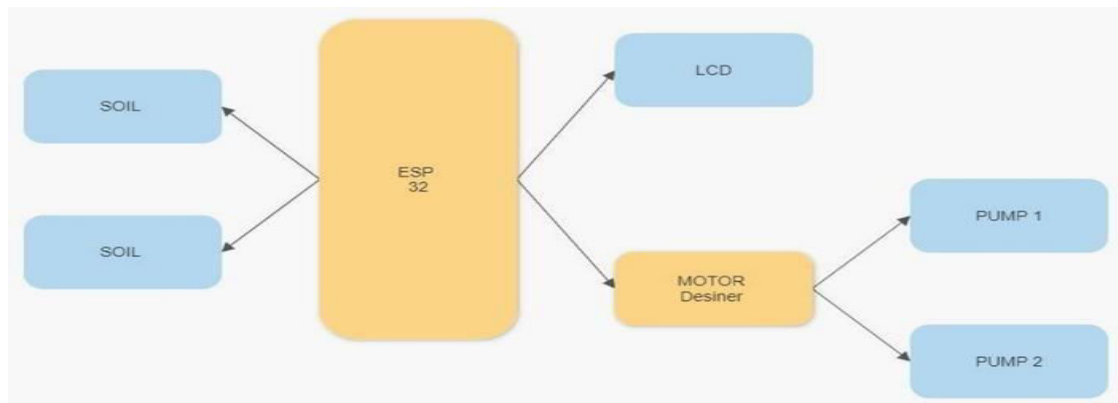 SOIL
SOIL
ESP
32
LCD
MOTOR
Desiner
PUMP 1
PUMP 2